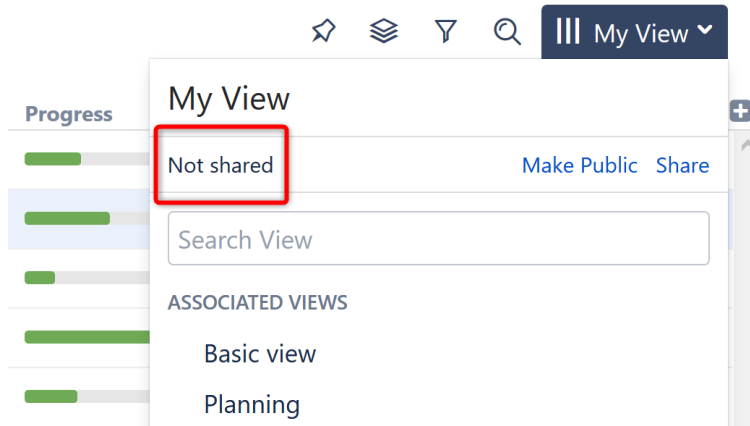 My View
My View
Progress
Not shared Make Public Share
Search View
ASSOCIATED VIEWS
Basic view
Planning